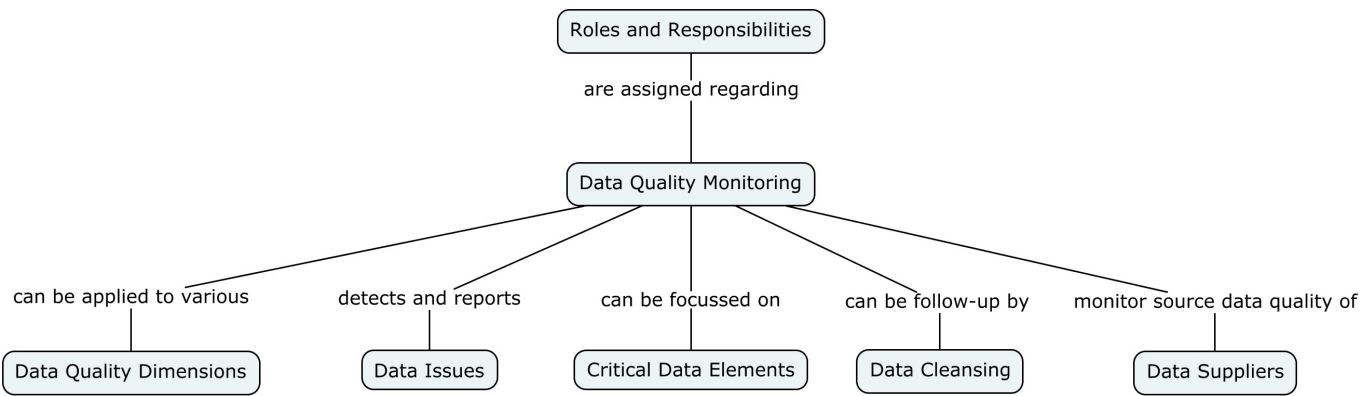 Roles and Responsibilities
are assigned regarding
Data Quality Monitoring
can be applied to various
detects and reports
can be focussed on
can be follow-up by
monitor source data quality of
Data Quality Dimensions
Data Issues
Critical Data Elements
Data Cleansing
Data Suppliers